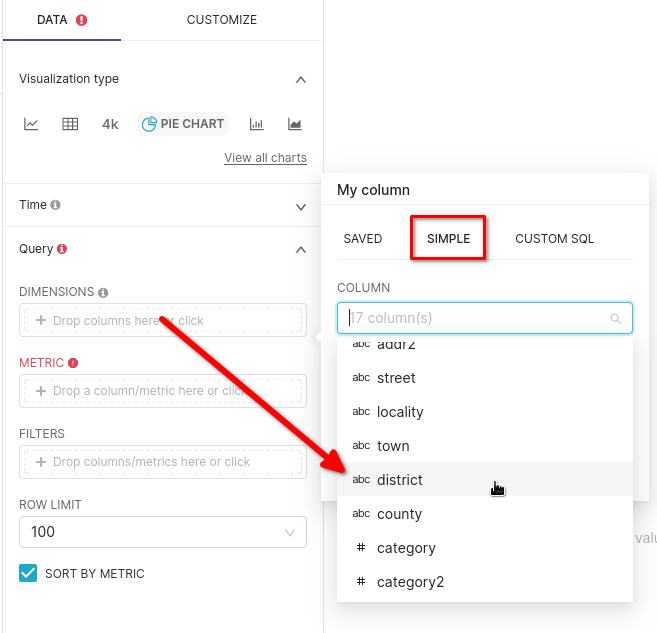 DATA
CUSTOMIZE
Visualization type
4k
PIE CHART
View all charts
Time
Query
DIMENSIONS
+ Drop columns here or click
METRIC
+ Drop a column/metric here or click
FILTERS
+ Drop columns/metrics here or click
ROW LIMIT
100
SORT BY METRIC
My column
SAVED
SIMPLE
CUSTOM SQL
COLUMN
17 column(s)
abc addr2
abc street
abc locality
abc town
abc district
abc county
# category
# category2
valu